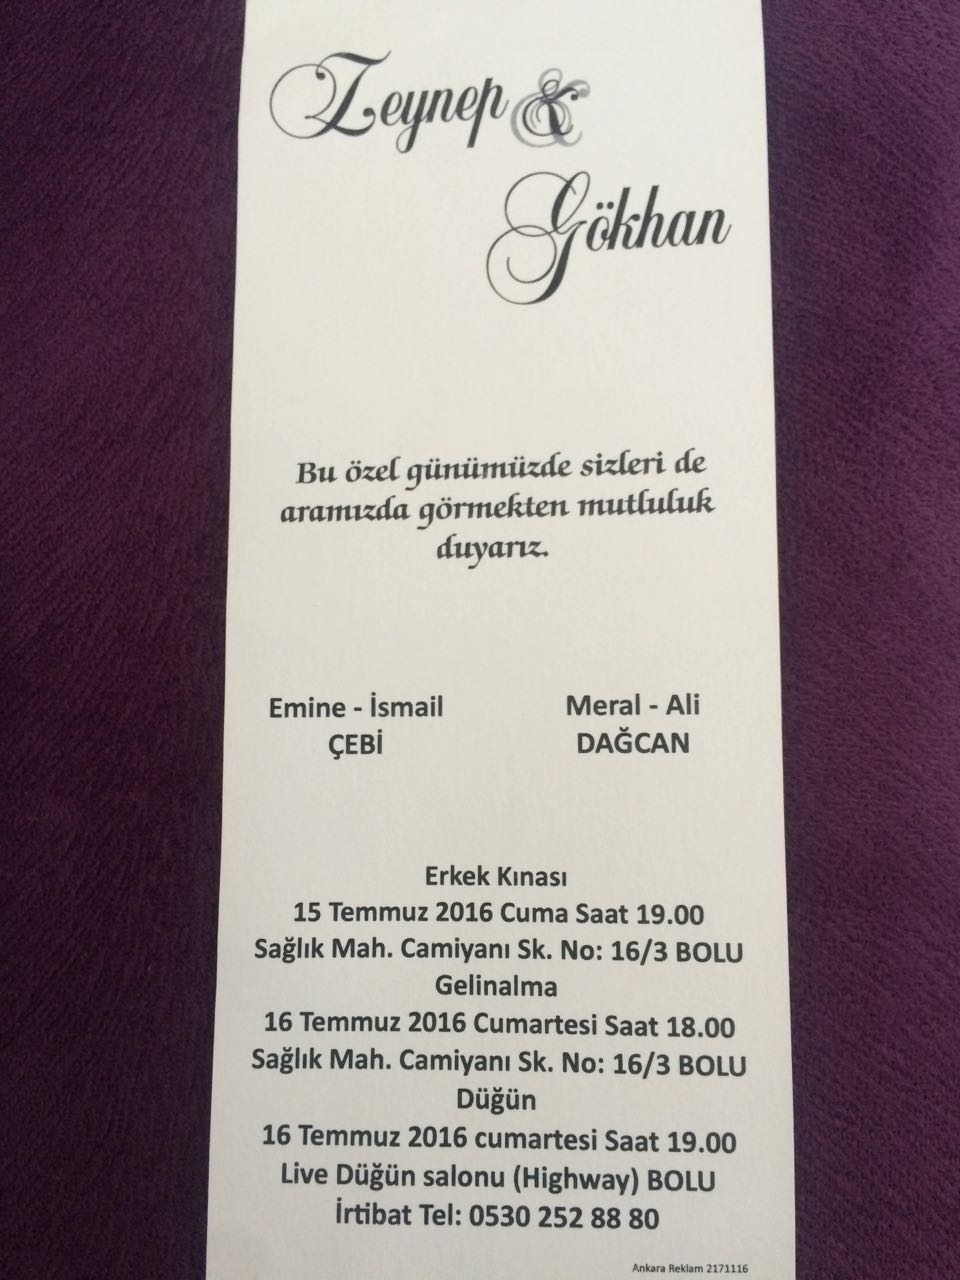 Zeynep &
Gökhan
Bu özel günümüzde sizleri de
aramızda görmekten mutluluk
duyarız.
Emine - İsmail
ÇEBİ
Meral - Ali
DAĞCAN
Erkek Kınası
15 Temmuz 2016 Cuma Saat 19.00
Sağlık Mah. Camiyanı Sk. No: 16/3 BOLU
Gelinalma
16 Temmuz 2016 Cumartesi Saat 18.00
Sağlık Mah. Camiyanı Sk. No: 16/3 BOLU
Düğün
16 Temmuz 2016 cumartesi Saat 19.00
Live Düğün salonu (Highway) BOLU
İrtibat Tel: 0530 252 88 80
Ankara Reklam 2171116